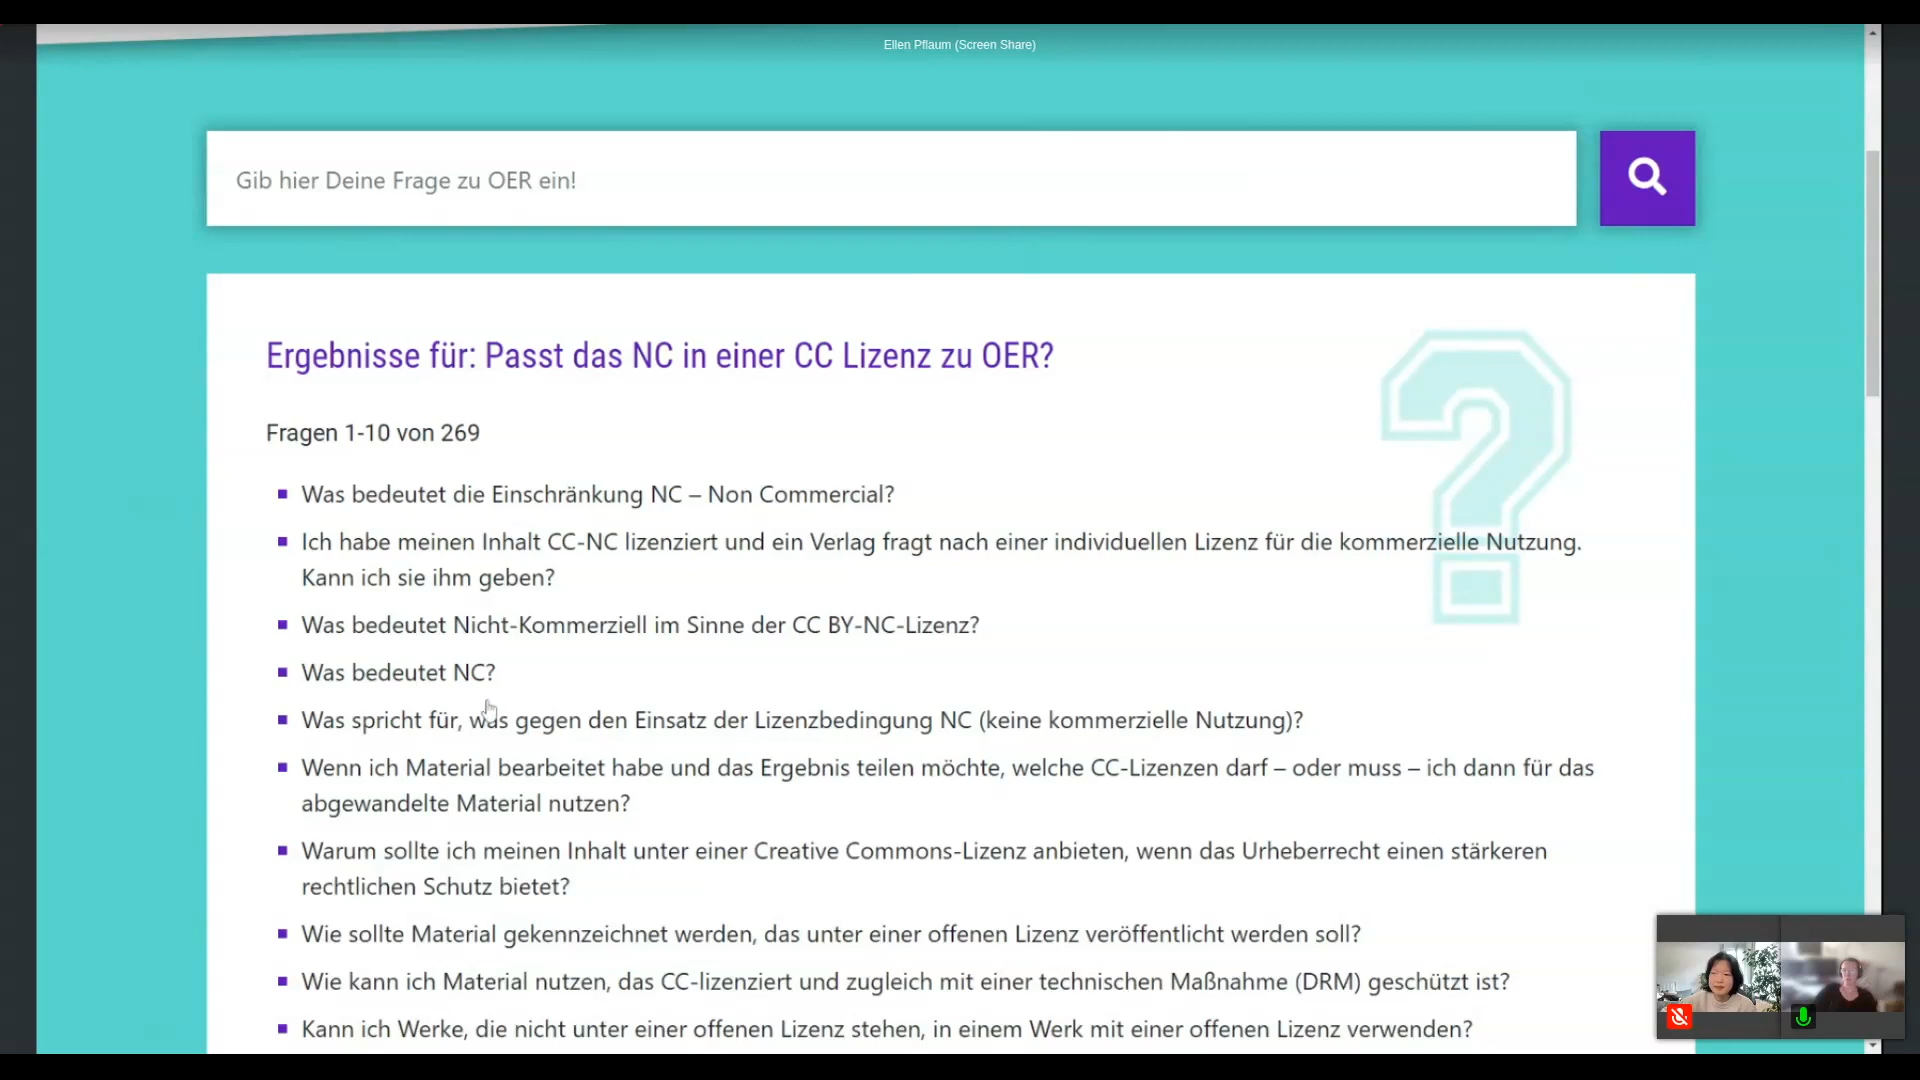 Ellen Pflaum (Screen Share)
Gib hier Deine Frage zu OER ein!
Ergebnisse für: Passt das NC in einer CC Lizenz zu OER?
Fragen 1-10 von 269
Was bedeutet die Einschränkung NC – Non Commercial?
Ich habe meinen Inhalt CC-NC lizenziert und ein Verlag fragt nach einer individuellen Lizenz für die kommerzielle Nutzung.
Kann ich sie ihm geben?
Was bedeutet Nicht-Kommerziell im Sinne der CC BY-NC-Lizenz?
Was bedeutet NC?
Was spricht für, was gegen den Einsatz der Lizenzbedingung NC (keine kommerzielle Nutzung)?
Wenn ich Material bearbeitet habe und das Ergebnis teilen möchte, welche CC-Lizenzen darf – oder muss – ich dann für das
abgewandelte Material nutzen?
Warum sollte ich meinen Inhalt unter einer Creative Commons-Lizenz anbieten, wenn das Urheberrecht einen stärkeren
rechtlichen Schutz bietet?
Wie sollte Material gekennzeichnet werden, das unter einer offenen Lizenz veröffentlicht werden soll?
Wie kann ich Material nutzen, das CC-lizenziert und zugleich mit einer technischen Maßnahme (DRM) geschützt ist?
Kann ich Werke, die nicht unter einer offenen Lizenz stehen, in einem Werk mit einer offenen Lizenz verwenden?